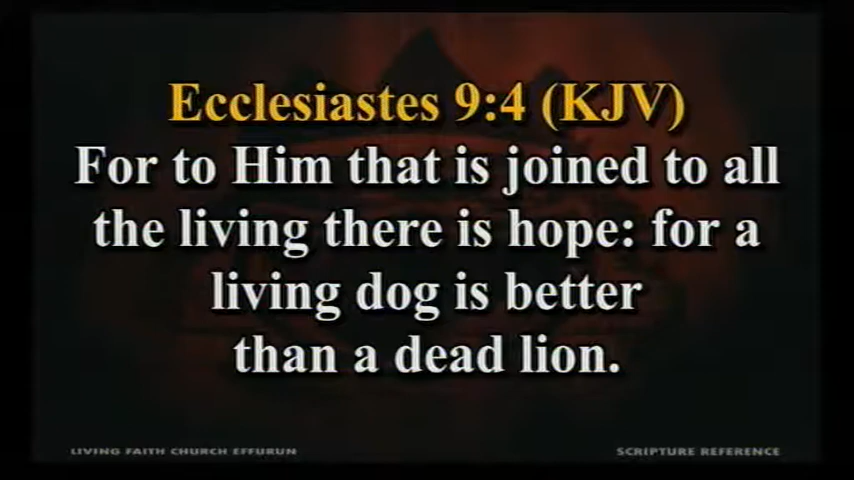 Ecclesiastes 9:4 (KJV)
For to Him that is joined to all
the living there is hope: for a
living dog is better
than a dead lion.
LIVING FAITH CHURCH EFFURUN
SCRIPTURE REFERENCE